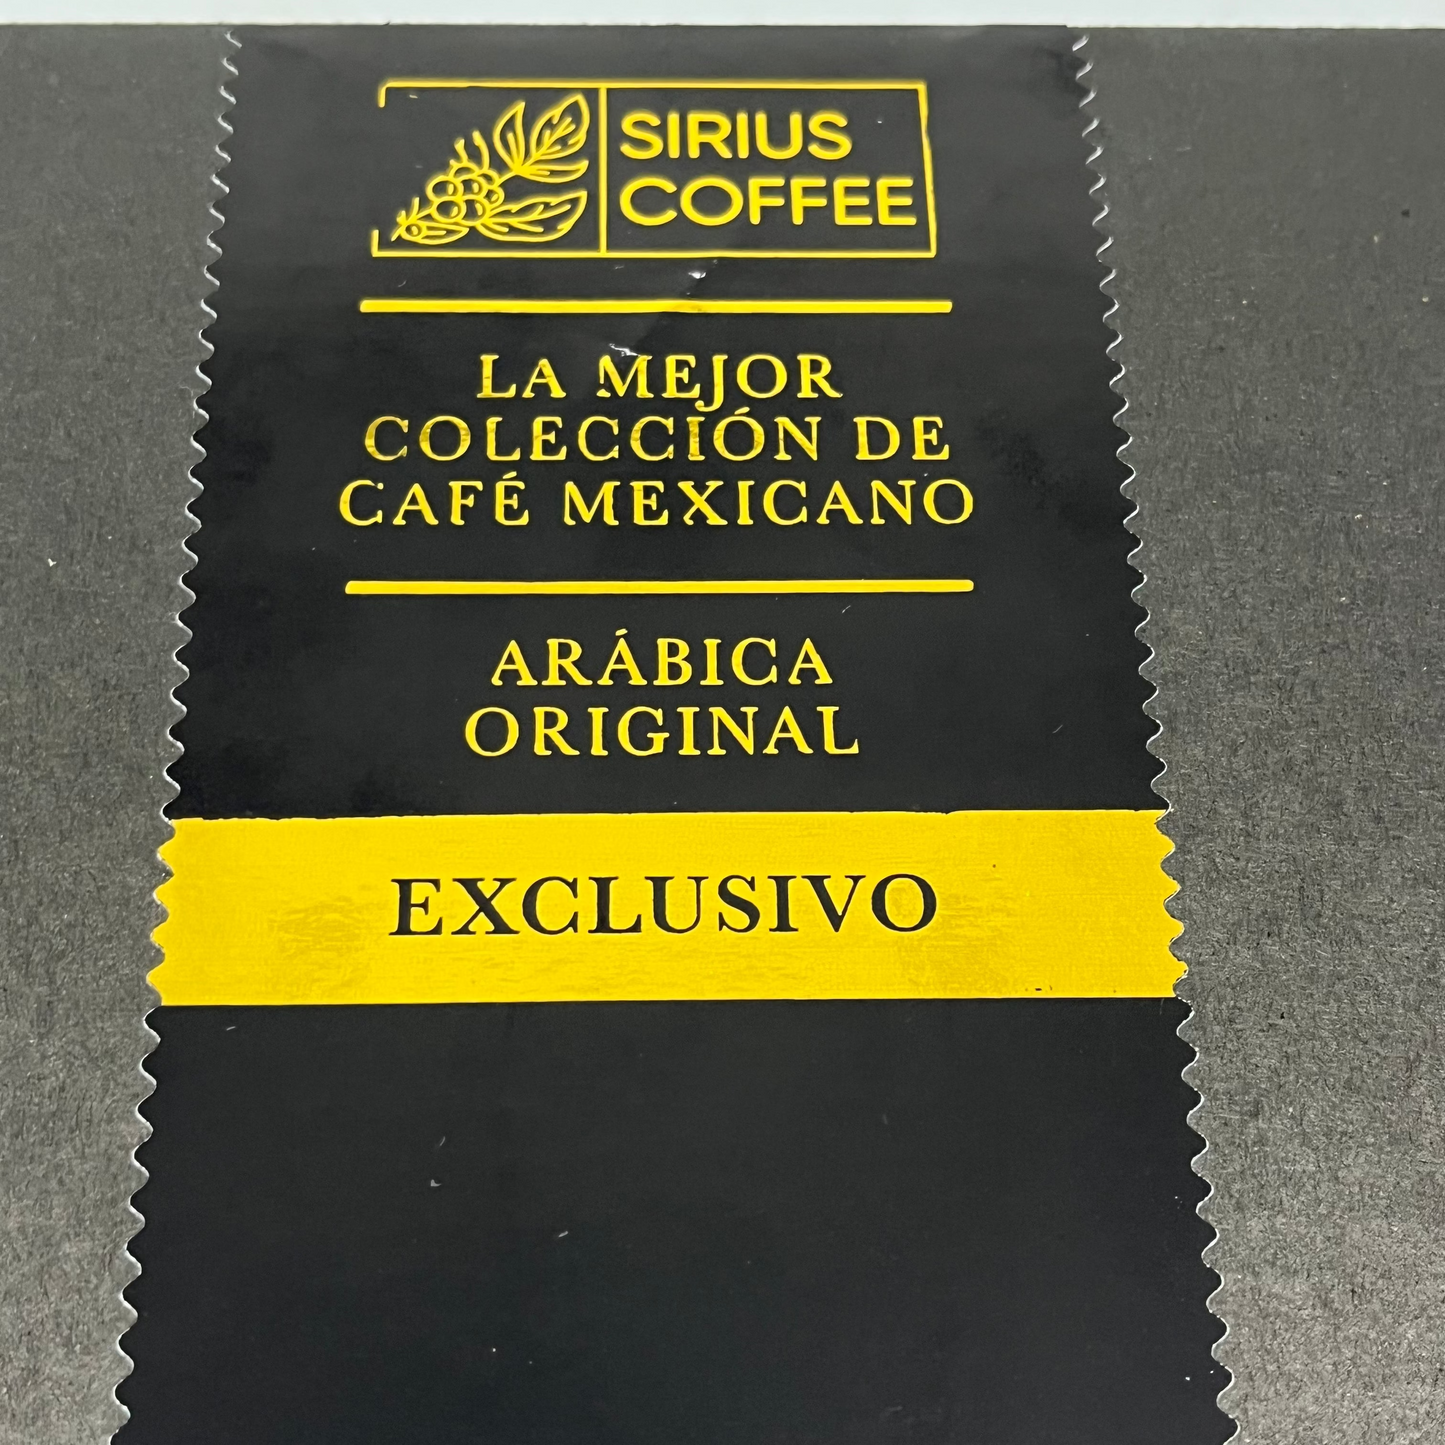 SIRIUS
COFFEE
LA MEJOR
COLECCIÓN DE
CAFÉ MEXICANO
ARÁBICA
ORIGINAL
EXCLUSIVO